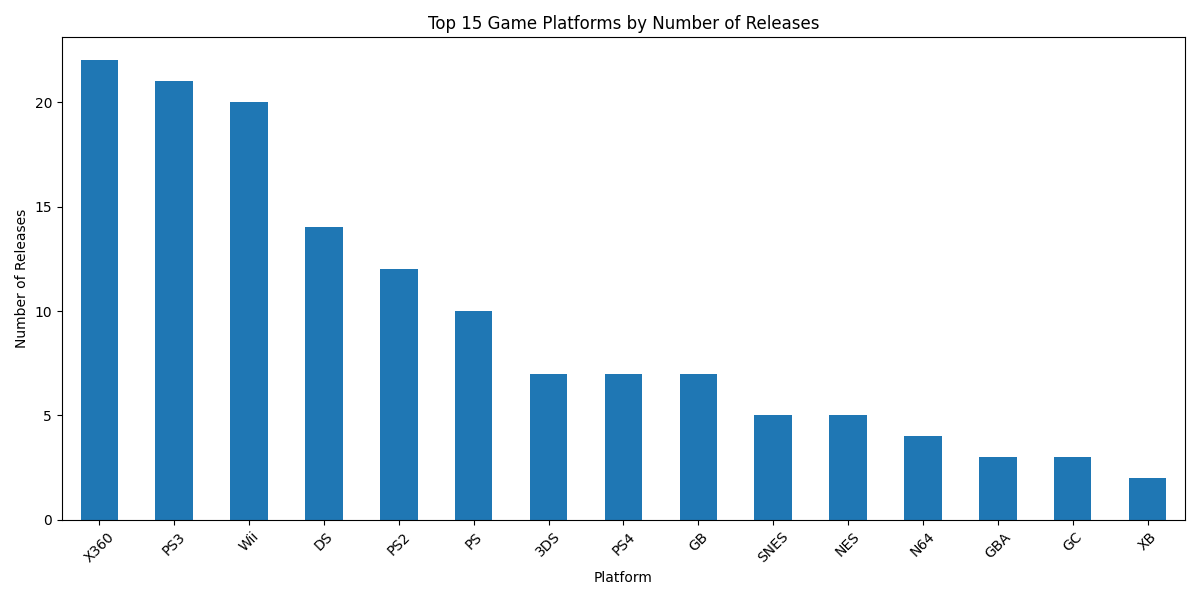 Top 15 Game Platforms by Number of Releases
Number of Releases
20
15
10
5
0
X360 PS3 Wii DS PS2 PS 3DS PS4 GB SNES NES N64 GBA GC XB
Platform